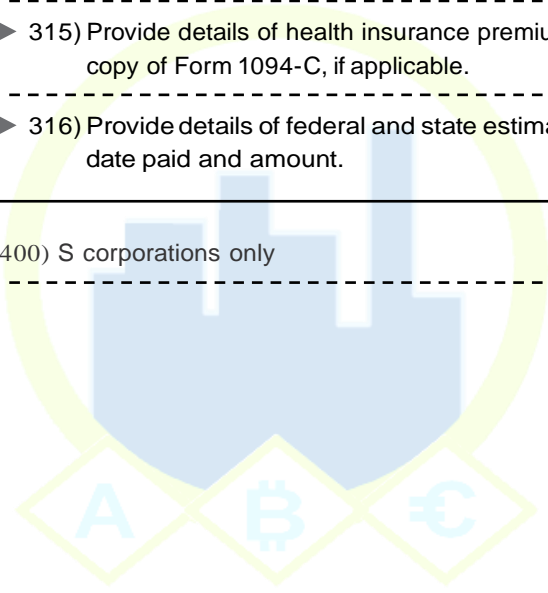 315) Provide details of health insurance
copy of Form 1094-C, if applicable.
316) Provide details of federal and state
date paid and amount.
400) S corporations only
A B €